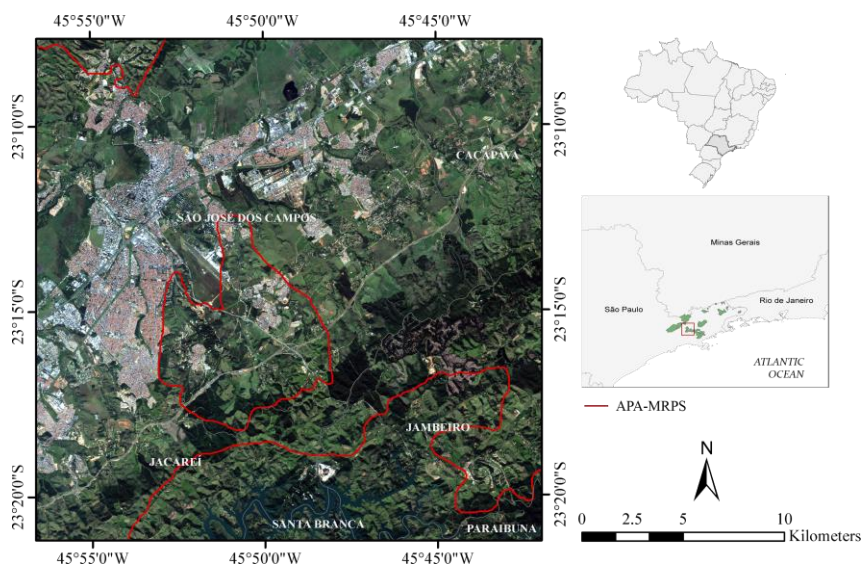 45°55'0"W
45°50'0"W
45°45'0"W
23°10'0"S
23°10'0"S
CAÇAPAVA
SÃO JOSÉ DOS CAMPOS
Minas Gerais
São Paulo
Rio de Janeiro
23°15'0"S
23°15'0"S
ATLANTIC
OCEAN
APA-MRPS
JAMBEIRO
JACAREÍ
N
23°20'0"S
23°20'0"S
SANTA BRANCA
PARAIBUNA
0 2.5 5 10
Kilometers
45°55'0"W
45°50'0"W
45°45'0"W